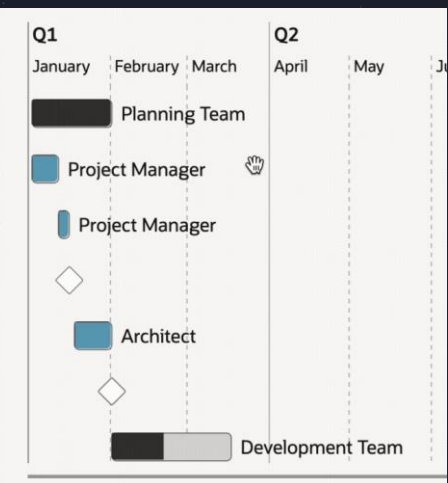 Q1 Q2
January February March April May
Planning Team
Project Manager
Project Manager
Architect
Development Team